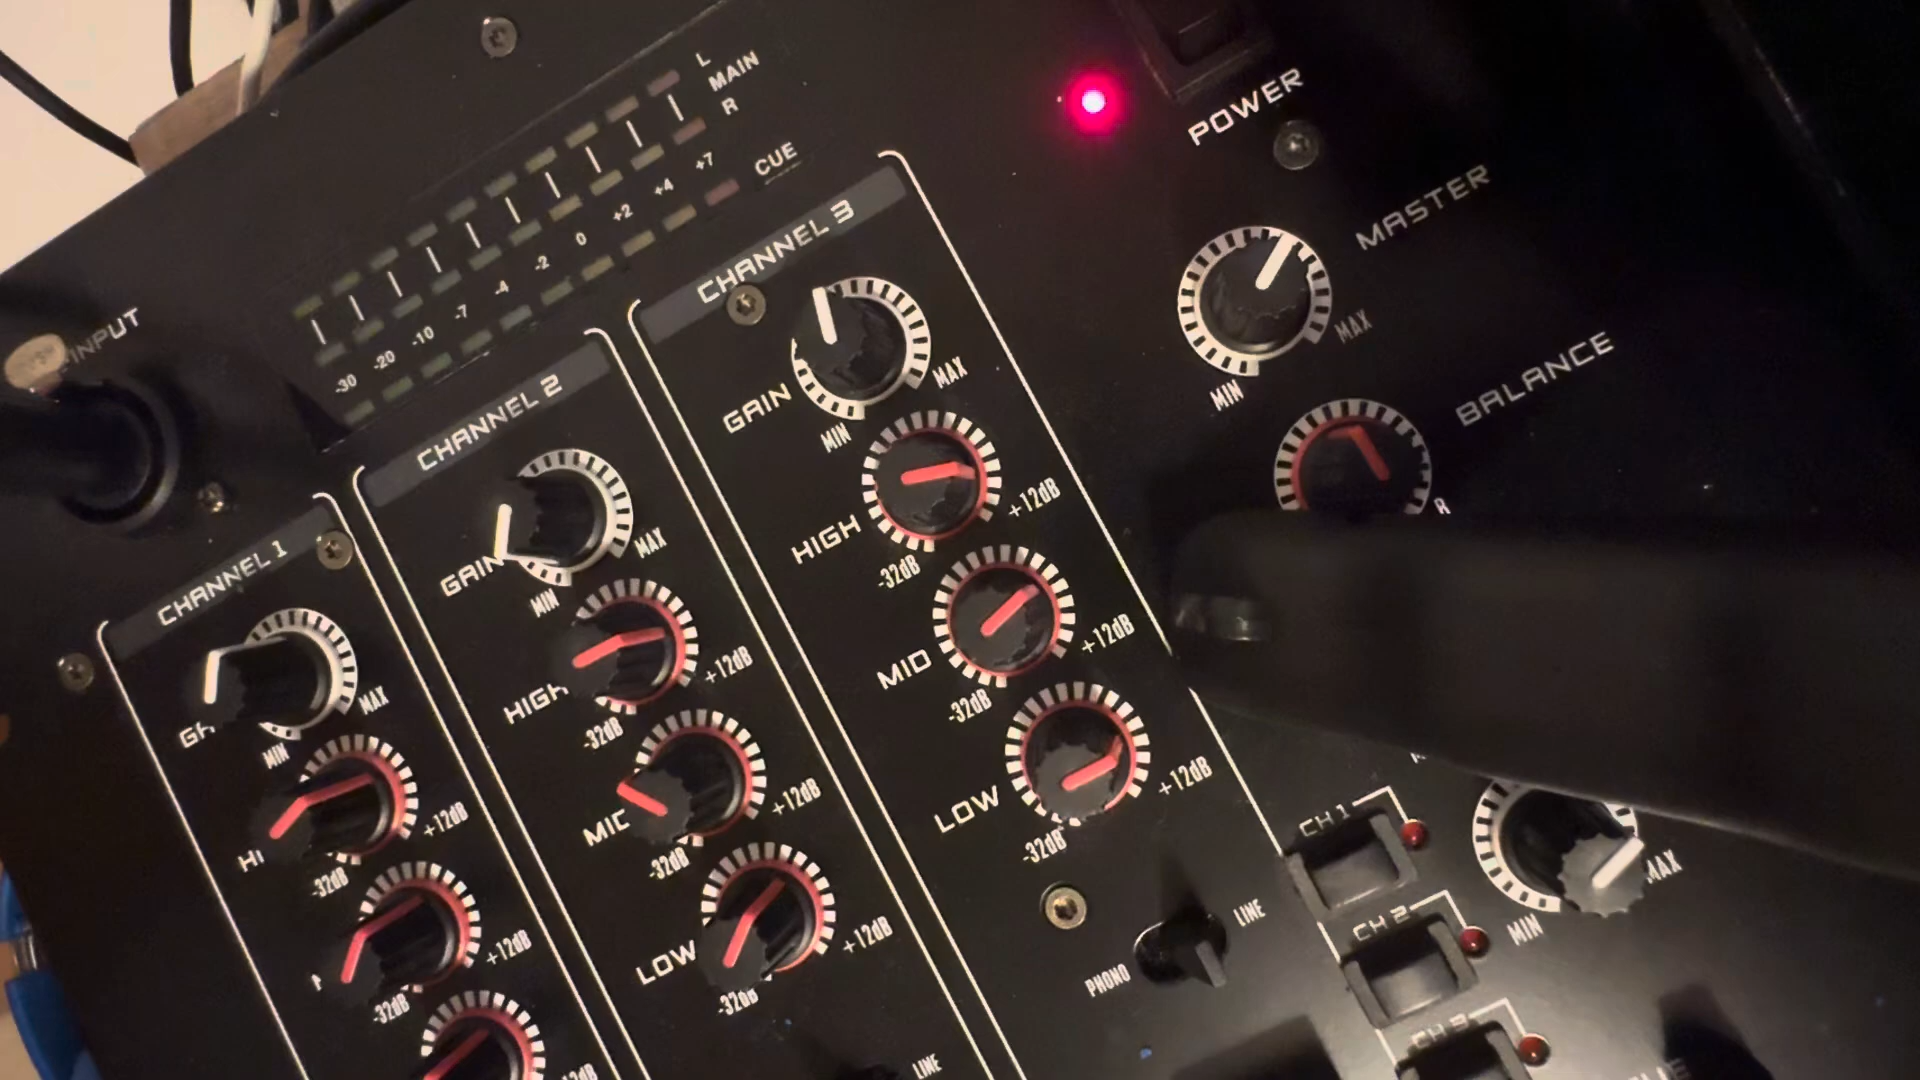 L
MAIN
R
CUE
-30 -20 -10 -7 -4 -2 0 +2 +4 +7
POWER
MASTER
MIN MAX
BALANCE
R
INPUT
CHANNEL 1
MIN MAX
-32dB +12dB
-32dB +12dB
CHANNEL 2
GAIN
MIN MAX
HIGH
-32dB +12dB
-32dB +12dB
LOW
-32dB +12dB
LINE
CHANNEL 3
GAIN
MIN MAX
HIGH
-32dB +12dB
MID
-32dB +12dB
LOW
-32dB +12dB
PHONO LINE
CH 1
CH 2
CH 3
MIN MAX